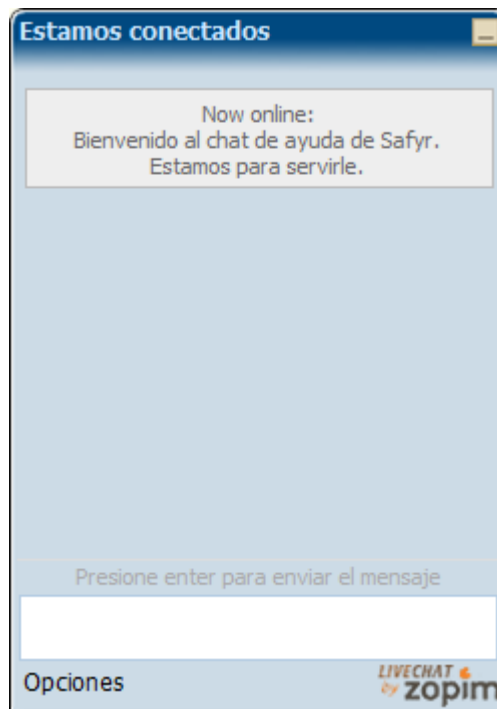 Estamos conectados
Now online:
Bienvenido al chat de ayuda de Safyr.
Estamos para servirle.
Presione enter para enviar el mensaje
Opciones
LIVECHAT
by zopim